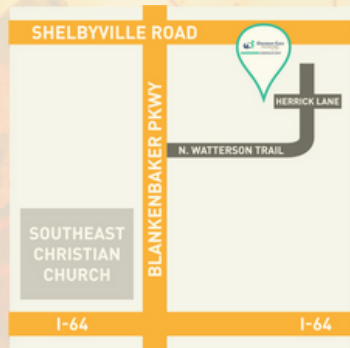 SHELBYVILLE ROAD
HERRICK LANE
BLANKENBAKER PKWY
N. WATTERSON TRAIL
SOUTHEAST
CHRISTIAN
CHURCH
I-64
I-64